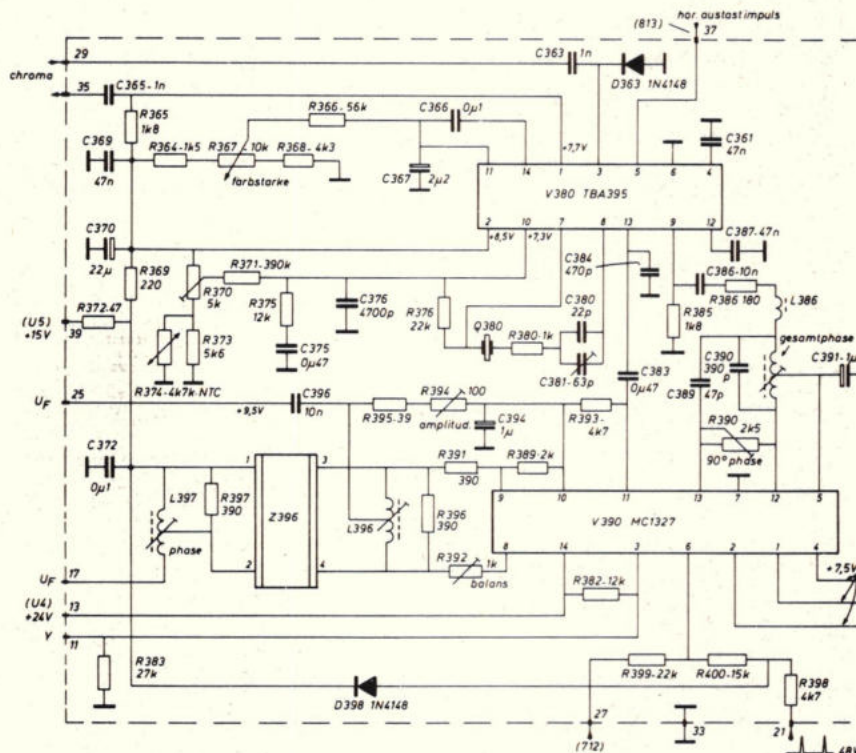 (813)
hor. austastimpuls
37
29
chroma
35
C365-1n
C363 1n
D363 1N4148
R365
1k8
R366-56k
C366
0µ1
C369
47n
R364-1k5
R367-10k
R368-4k3
farbstarke
C367
2µ2
+7,7V
C361
47n
11 14 1 3 5 6 4
V380 TBA395
2 10 7 8 13 9 12
+8,5V
+7,3V
C370
22µ
R369
220
R370
5k
R371-390k
R375
12k
C376
4700p
R376
22k
Q380
R380-1k
C380
22p
C381-63p
C384
470p
C387-47n
C386-10n
R386 180
L386
R385
1k8
gesamtphase
C391-1µ
C390
390
p
C389
47p
C383
0µ47
R372-47
(U5)
+15V
39
R373
5k6
R374-4k7k-NTC
C375
0µ47
UF
25
+9,5V
C396
10n
R394
100
R395-39
amplitud.
C394
1µ
R393-
4k7
R390
2k5
90° phase
C372
0µ1
L397
R397
390
phase
1 3
Z396
2 4
L396
R391
390
R389-2k
R396
390
R392
1k
balans
9 10 11 13 7 12 5
V390 MC1327
8 14 3 6 2 1 4
+7,5V
UF
17
(U4)
+24V
13
Y
11
R382-12k
R383
27k
D398 1N4148
R399-22k
R400-15k
R398
4k7
27
(712)
33
21